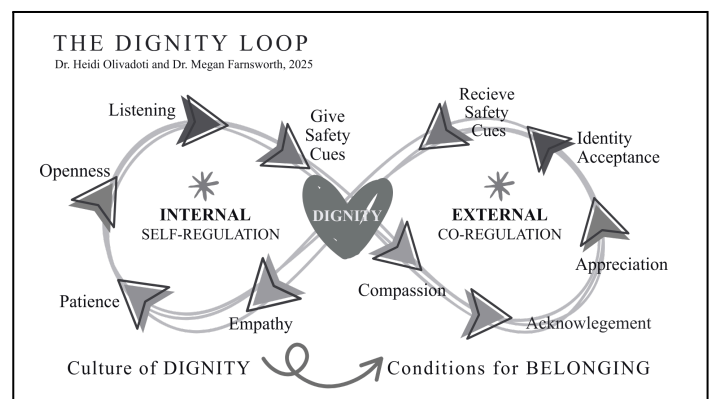 THE DIGNITY LOOP
Dr. Heidi Olivadoti and Dr. Megan Farnsworth, 2025
Listening
Give
Safety
Cues
Openness
INTERNAL
SELF-REGULATION
Patience
Empathy
DIGNITY
Recieve
Safety
Cues
Identity
Acceptance
EXTERNAL
CO-REGULATION
Appreciation
Compassion
Acknowlegement
Culture of DIGNITY
Conditions for BELONGING